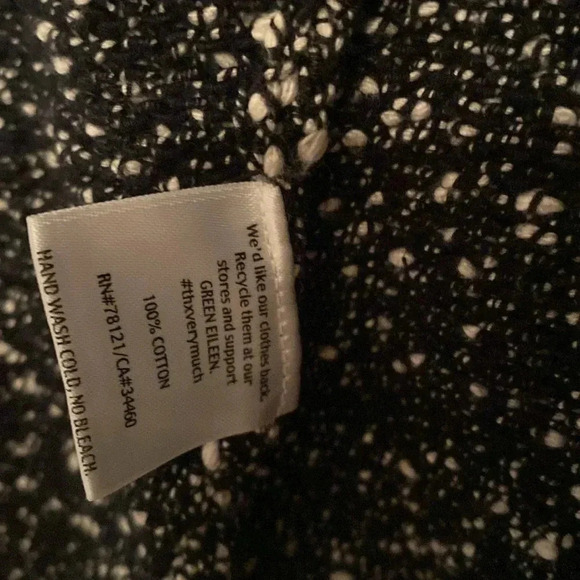 We'd like our clothes back.
Recycle them at our
stores and support
GREEN EILEEN.
#thxverymuch
100% COTTON
RN#78121/CA#34460
HAND WASH COLD. NO BLEACH.